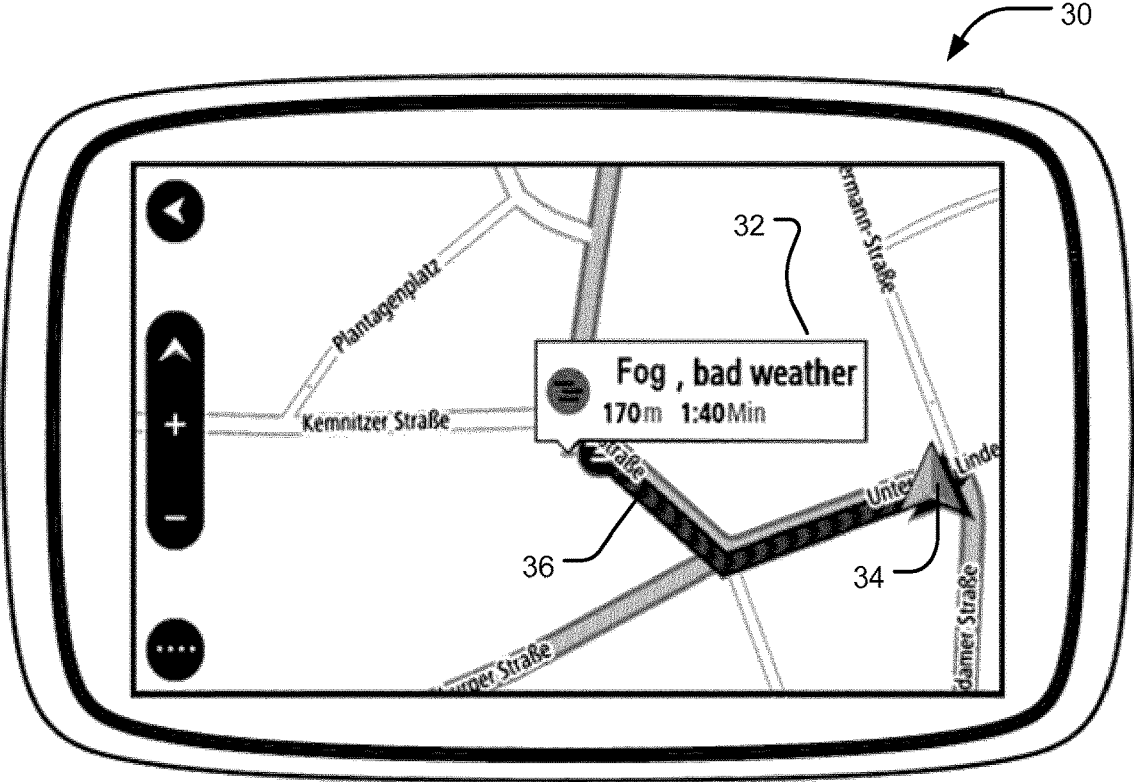 30
32
ermann-Straße
Plantagenplatz
Fog , bad weather
170m 1:40Min
Kemnitzer Straße
straße
Linde
Unter
36
34
damer Straße
urger Straße